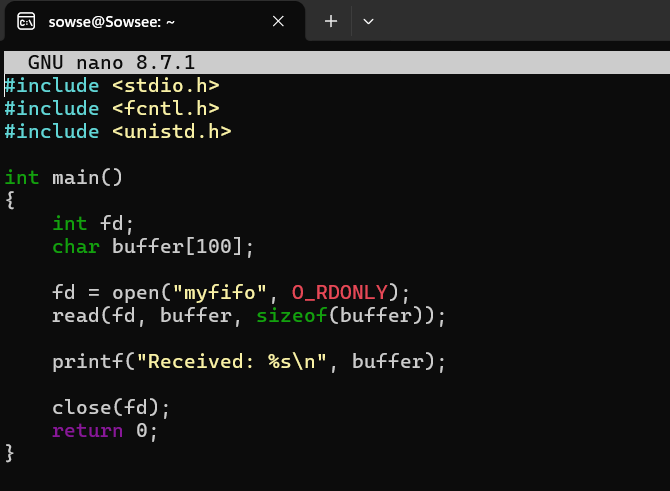 sowse@Sowsee: ~
GNU nano 8.7.1
#include <stdio.h>
#include <fcntl.h>
#include <unistd.h>
int main()
{
    int fd;
    char buffer[100];
    fd = open("myfifo", O_RDONLY);
    read(fd, buffer, sizeof(buffer));
    printf("Received: %s\n", buffer);
    close(fd);
    return 0;
}